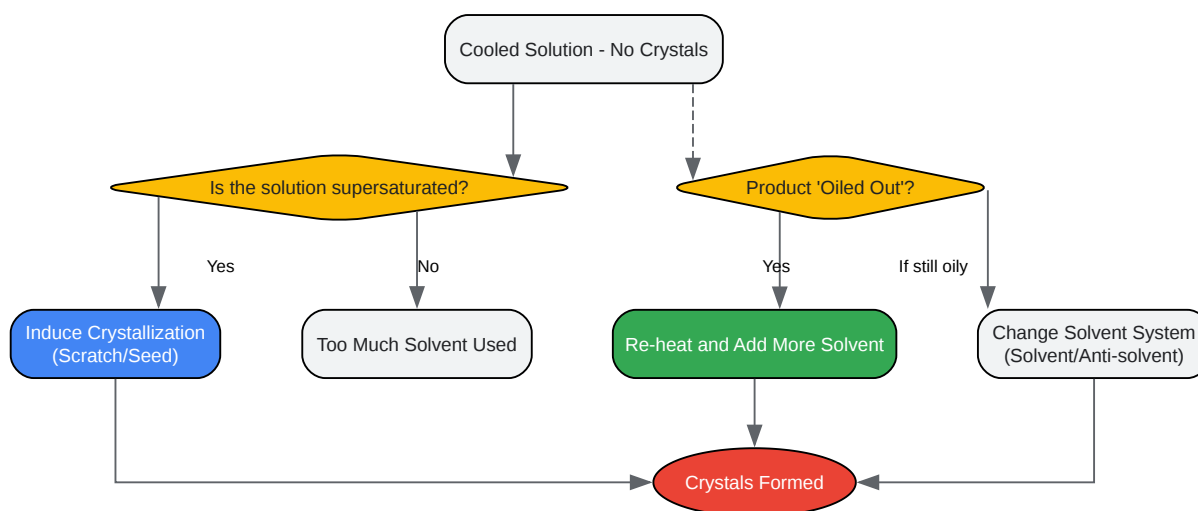 Cooled Solution - No Crystals
Is the solution supersaturated?
Product 'Oiled Out'?
Yes
No
Yes
If still oily
Induce Crystallization
(Scratch/Seed)
Too Much Solvent Used
Re-heat and Add More Solvent
Change Solvent System
(Solvent/Anti-solvent)
Crystals Formed